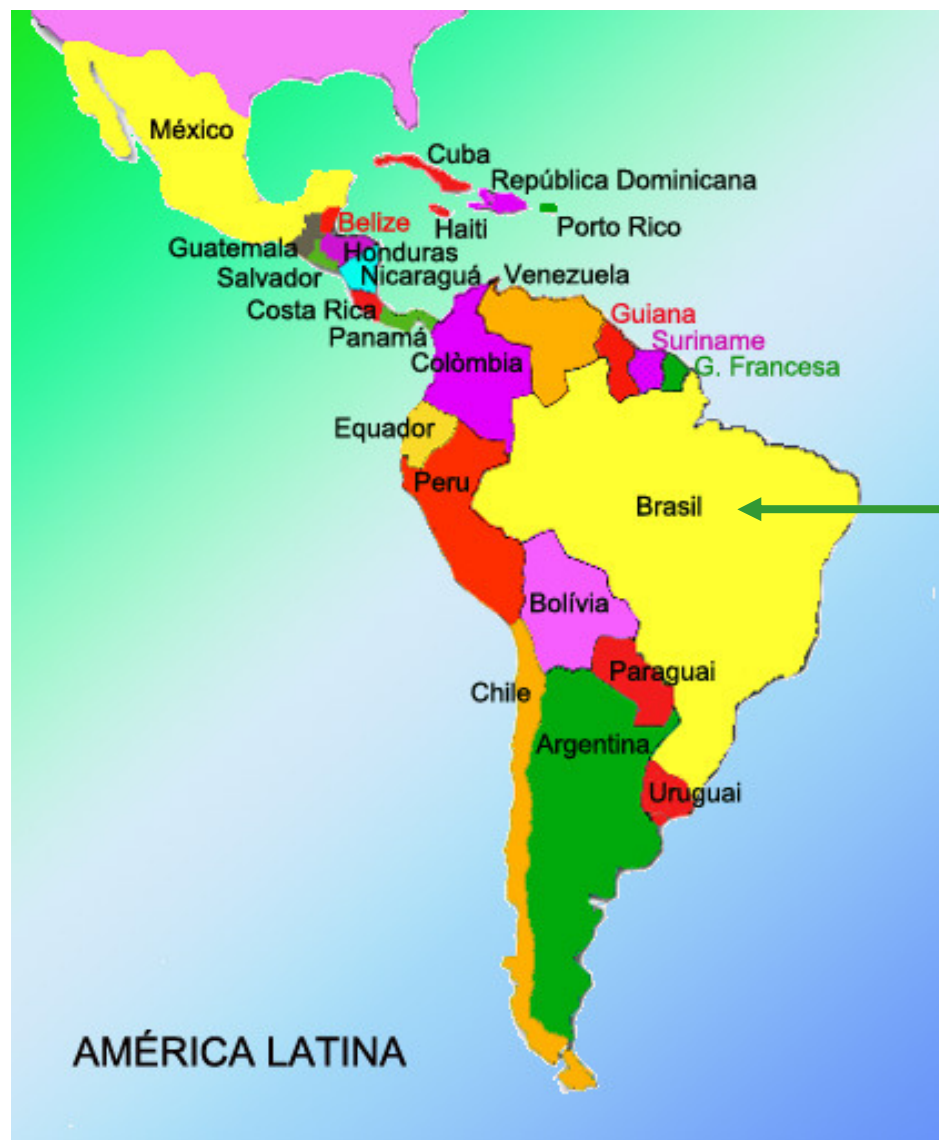 México
Cuba
República Dominicana
Belize
Haiti
Porto Rico
Guatemala
Honduras
Salvador
Nicaraguá
Venezuela
Costa Rica
Guiana
Panamá
Suriname
Colòmbia
G. Francesa
Equador
Peru
Brasil
Bolívia
Paraguai
Chile
Argentina
Uruguai
AMÉRICA LATINA